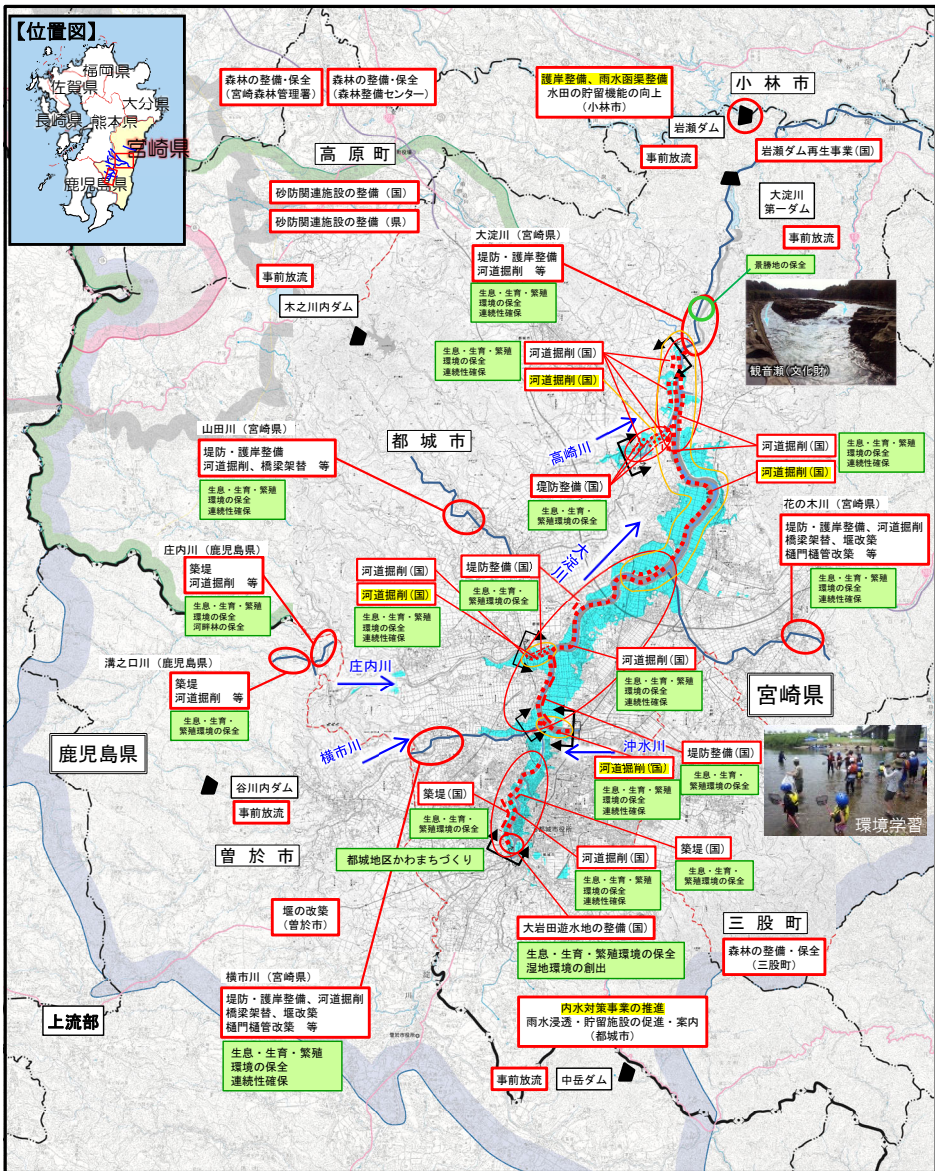 【位置図】
福岡県
佐賀県
大分県
長崎県
熊本県
宮崎県
鹿児島県
森林の整備・保全
(宮崎森林管理署)
森林の整備・保全
(森林整備センター)
護岸整備、雨水函渠整備
水田の貯留機能の向上
(小林市)
小林市
岩瀬ダム
事前放流
岩瀬ダム再生事業(国)
高原町
砂防関連施設の整備（国）
砂防関連施設の整備（県）
大淀川
第一ダム
事前放流
大淀川（宮崎県）
堤防・護岸整備
河道掘削　等
生息・生育・繁殖
環境の保全
連続性確保
景勝地の保全
観音瀬(文化財)
事前放流
木之川内ダム
生息・生育・繁殖
環境の保全
連続性確保
河道掘削(国)
河道掘削(国)
山田川（宮崎県）
堤防・護岸整備
河道掘削、橋梁架替　等
生息・生育・繁殖
環境の保全
連続性確保
都城市
高崎川
堤防整備(国)
生息・生育・
繁殖環境の保全
河道掘削(国)
河道掘削(国)
生息・生育・繁殖
環境の保全
連続性確保
花の木川（宮崎県）
堤防・護岸整備、河道掘削
橋梁架替、堰改築
樋門樋管改築　等
生息・生育・繁殖
環境の保全
連続性確保
大淀川
庄内川（鹿児島県）
築堤
河道掘削　等
生息・生育・繁殖
環境の保全
河畔林の保全
河道掘削(国)
河道掘削(国)
生息・生育・繁殖
環境の保全
連続性確保
堤防整備(国)
生息・生育・
繁殖環境の保全
溝之口川（鹿児島県）
築堤
河道掘削　等
生息・生育・
繁殖環境の保全
庄内川
河道掘削(国)
生息・生育・繁殖
環境の保全
連続性確保
宮崎県
鹿児島県
横市川
沖水川
河道掘削(国)
生息・生育・繁殖
環境の保全
連続性確保
堤防整備(国)
生息・生育・
繁殖環境の保全
環境学習
谷川内ダム
事前放流
築堤(国)
生息・生育・
繁殖環境の保全
都城市役所
曽於市
都城地区かわまちづくり
河道掘削(国)
生息・生育・繁殖
環境の保全
連続性確保
築堤(国)
生息・生育・
繁殖環境の保全
堰の改築
(曽於市)
大岩田遊水地の整備(国)
生息・生育・繁殖環境の保全
湿地環境の創出
三股町
森林の整備・保全
(三股町)
横市川（宮崎県）
堤防・護岸整備、河道掘削
橋梁架替、堰改築
樋門樋管改築　等
生息・生育・繁殖
環境の保全
連続性確保
上流部
内水対策事業の推進
雨水浸透・貯留施設の促進・案内
(都城市)
事前放流
中岳ダム